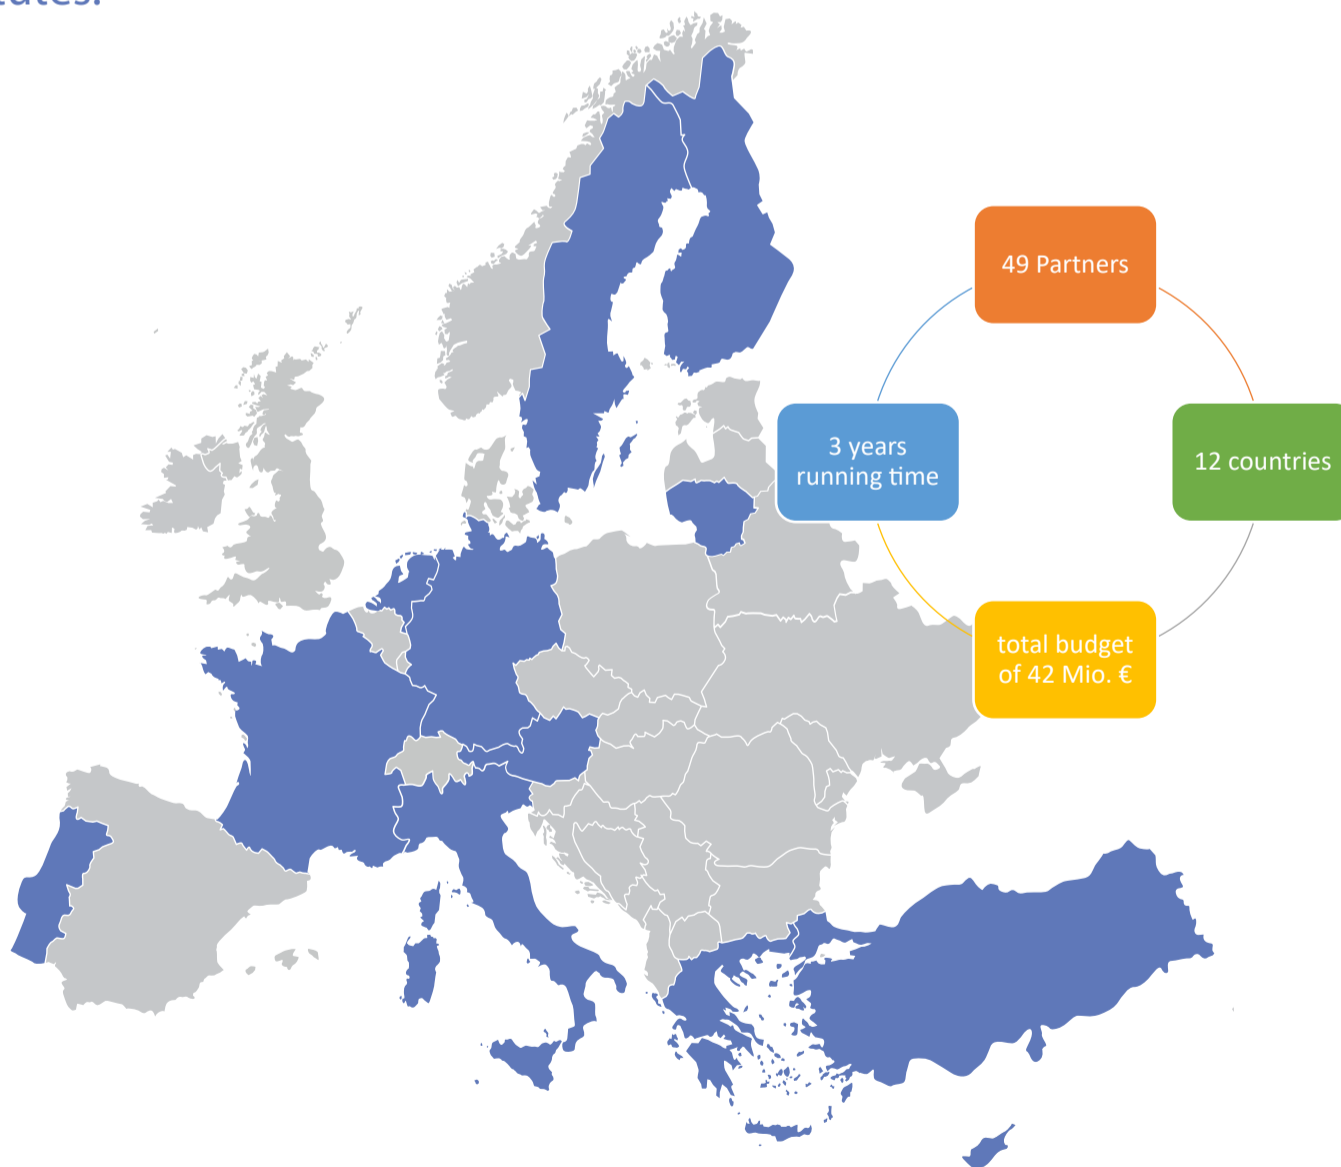 49 Partners
3 years
running time
12 countries
total budget
of 42 Mio. €